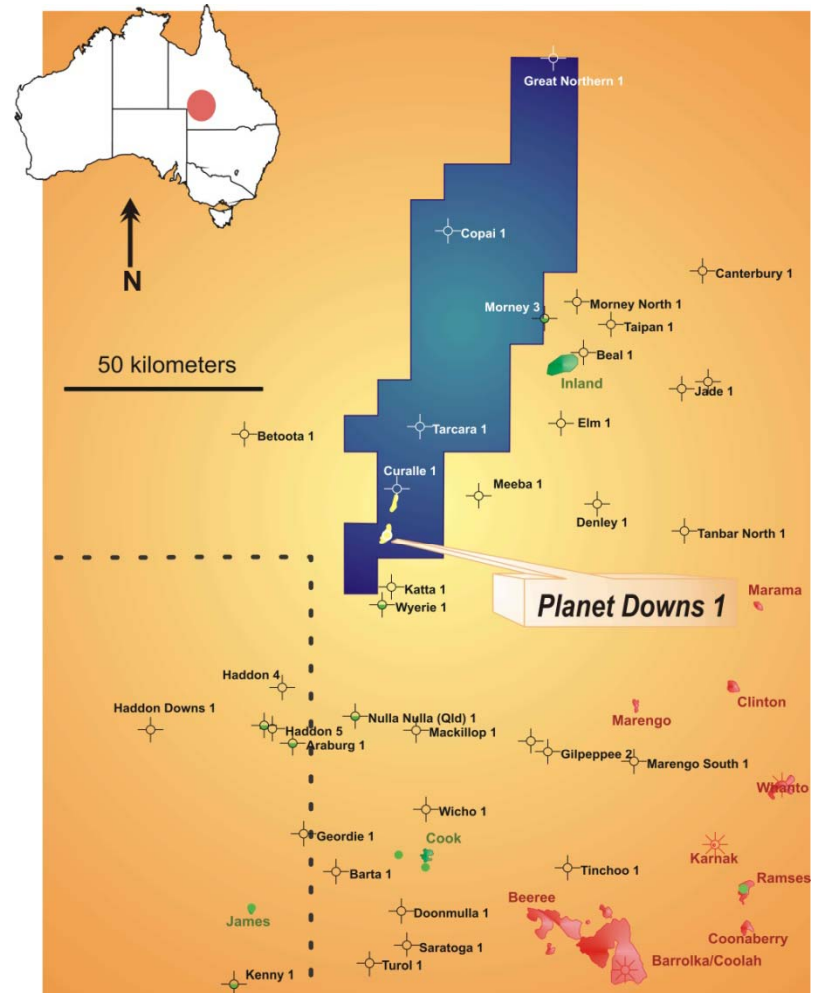 Great Northern 1
Copai 1
N
Canterbury 1
Morney 3
Morney North 1
Taipan 1
50 kilometers
Beal 1
Inland
Jade 1
Betoota 1
Tarcara 1
Elm 1
Curalle 1
Meeba 1
Denley 1
Tanbar North 1
Katta 1
Wyerie 1
Planet Downs 1
Marama
Haddon 4
Clinton
Haddon Downs 1
Nulla Nulla (Qld) 1
Marengo
Haddon 5
Mackillop 1
Araburg 1
Gilpeppee 2
Marengo South 1
Whanto
Wicho 1
Geordie 1
Cook
Karnak
Barta 1
Tinchoo 1
Ramses
Beeree
James
Doonmulla 1
Coonaberry
Saratoga 1
Turol 1
Barrolka/Coolah
Kenny 1